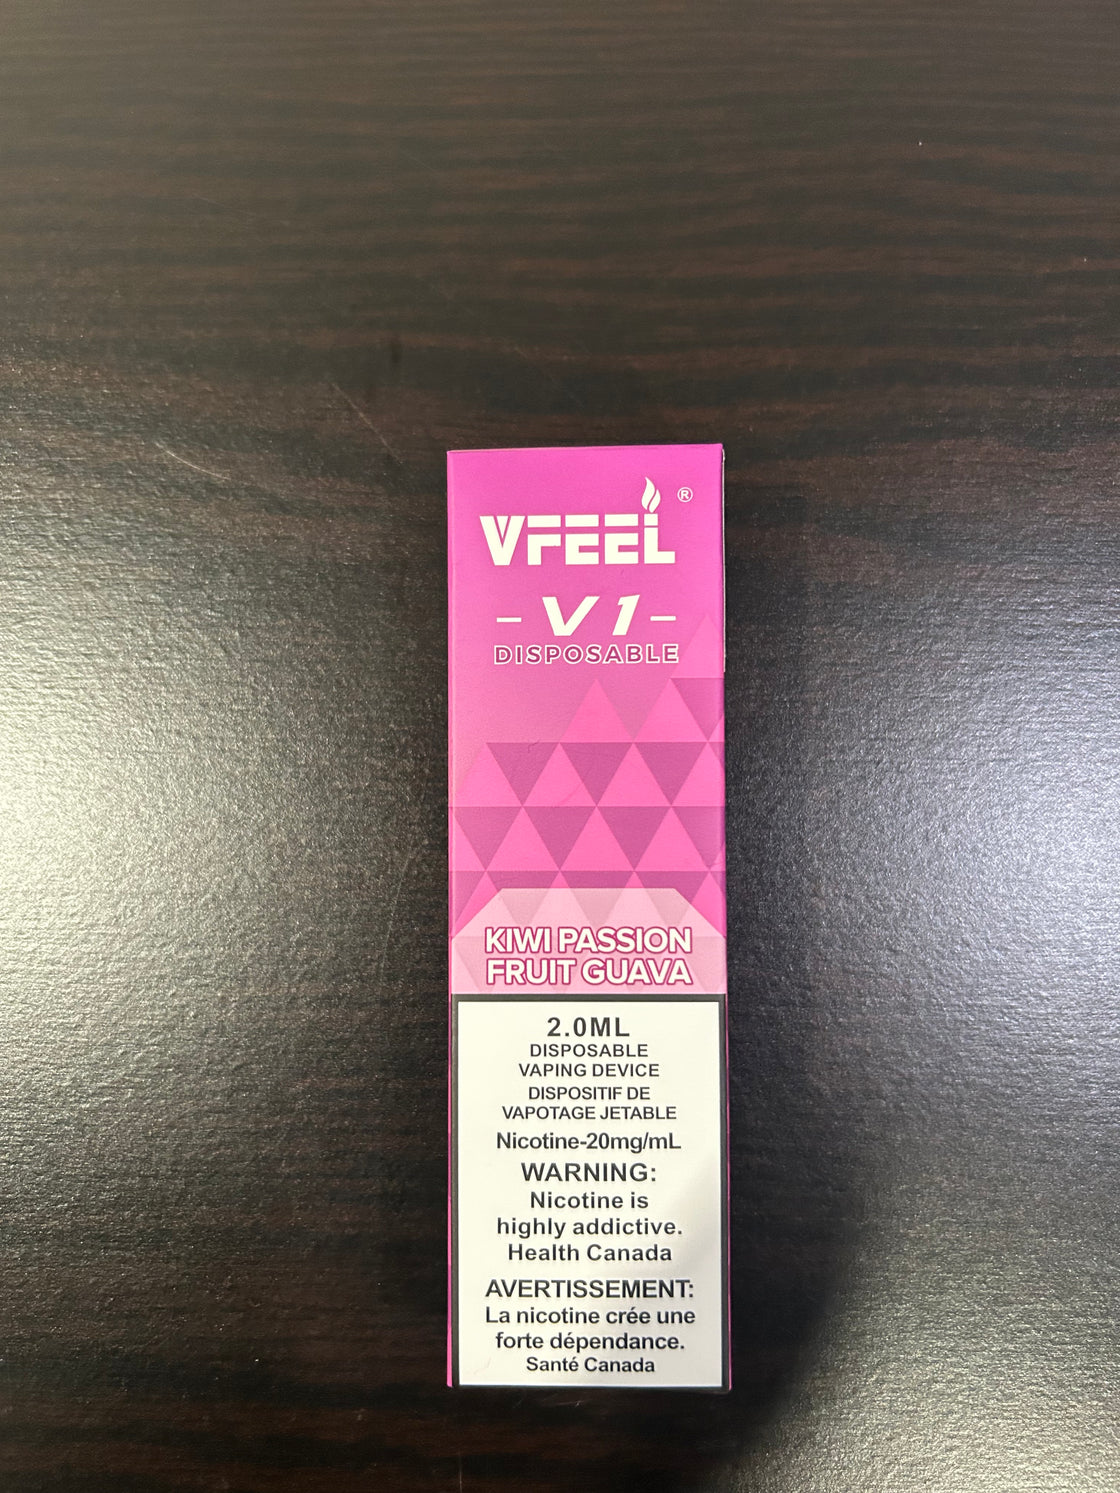 VFEEL ®
- V1 -
DISPOSABLE
KIWI PASSION
FRUIT GUAVA
2.0ML
DISPOSABLE
VAPING DEVICE
DISPOSITIF DE
VAPOTAGE JETABLE
Nicotine-20mg/mL
WARNING:
Nicotine is
highly addictive.
Health Canada
AVERTISSEMENT:
La nicotine crée une
forte dépendance.
Santé Canada